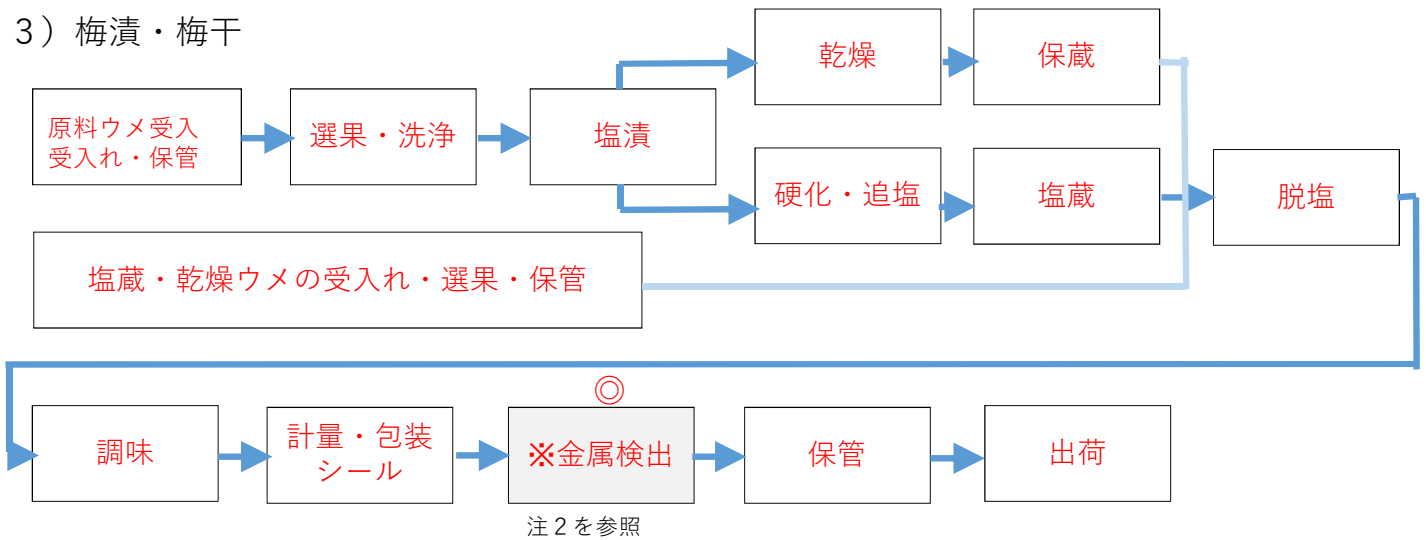 3）梅漬・梅干
原料ウメ受入
受入れ・保管
選果・洗浄
塩漬
乾燥
保蔵
硬化・追塩
塩蔵
脱塩
塩蔵・乾燥ウメの受入れ・選果・保管
調味
計量・包装
シール
◎
※金属検出
注２を参照
保管
出荷